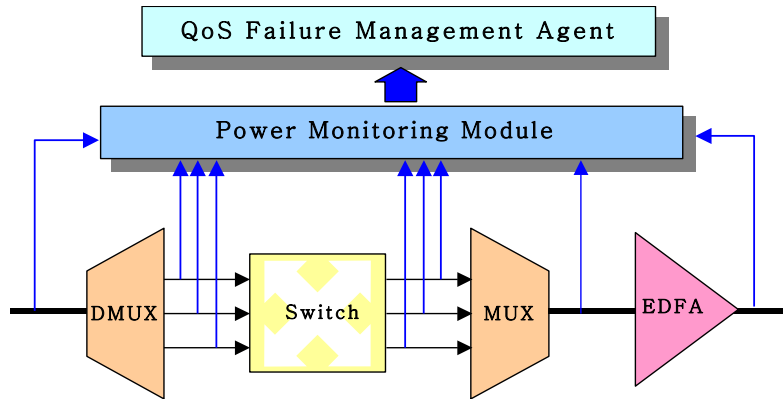 QoS Failure Management Agent
Power Monitoring Module
DMUX
Switch
MUX
EDFA